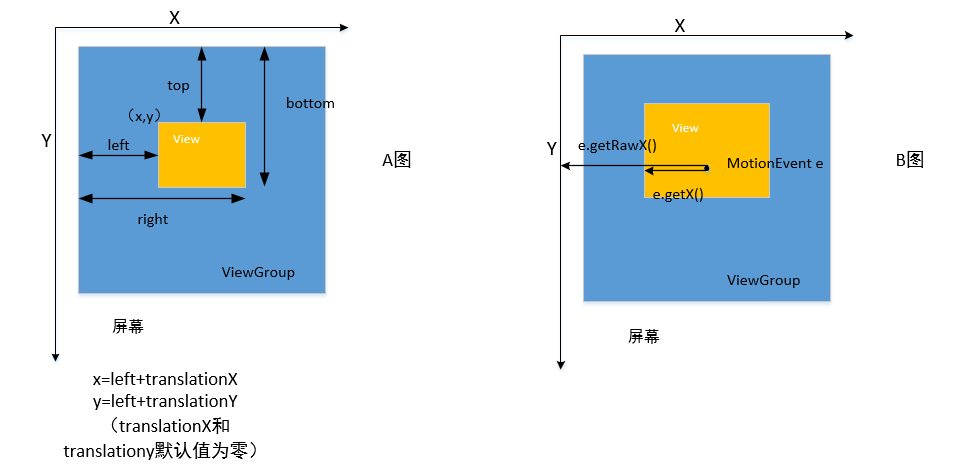 X
top
bottom
（x,y）
View
Y
left
right
ViewGroup
A图
屏幕
x=left+translationX
y=left+translationY
（translationX和
translationy默认值为零）
X
View
Y
e.getRawX()
MotionEvent e
e.getX()
ViewGroup
B图
屏幕